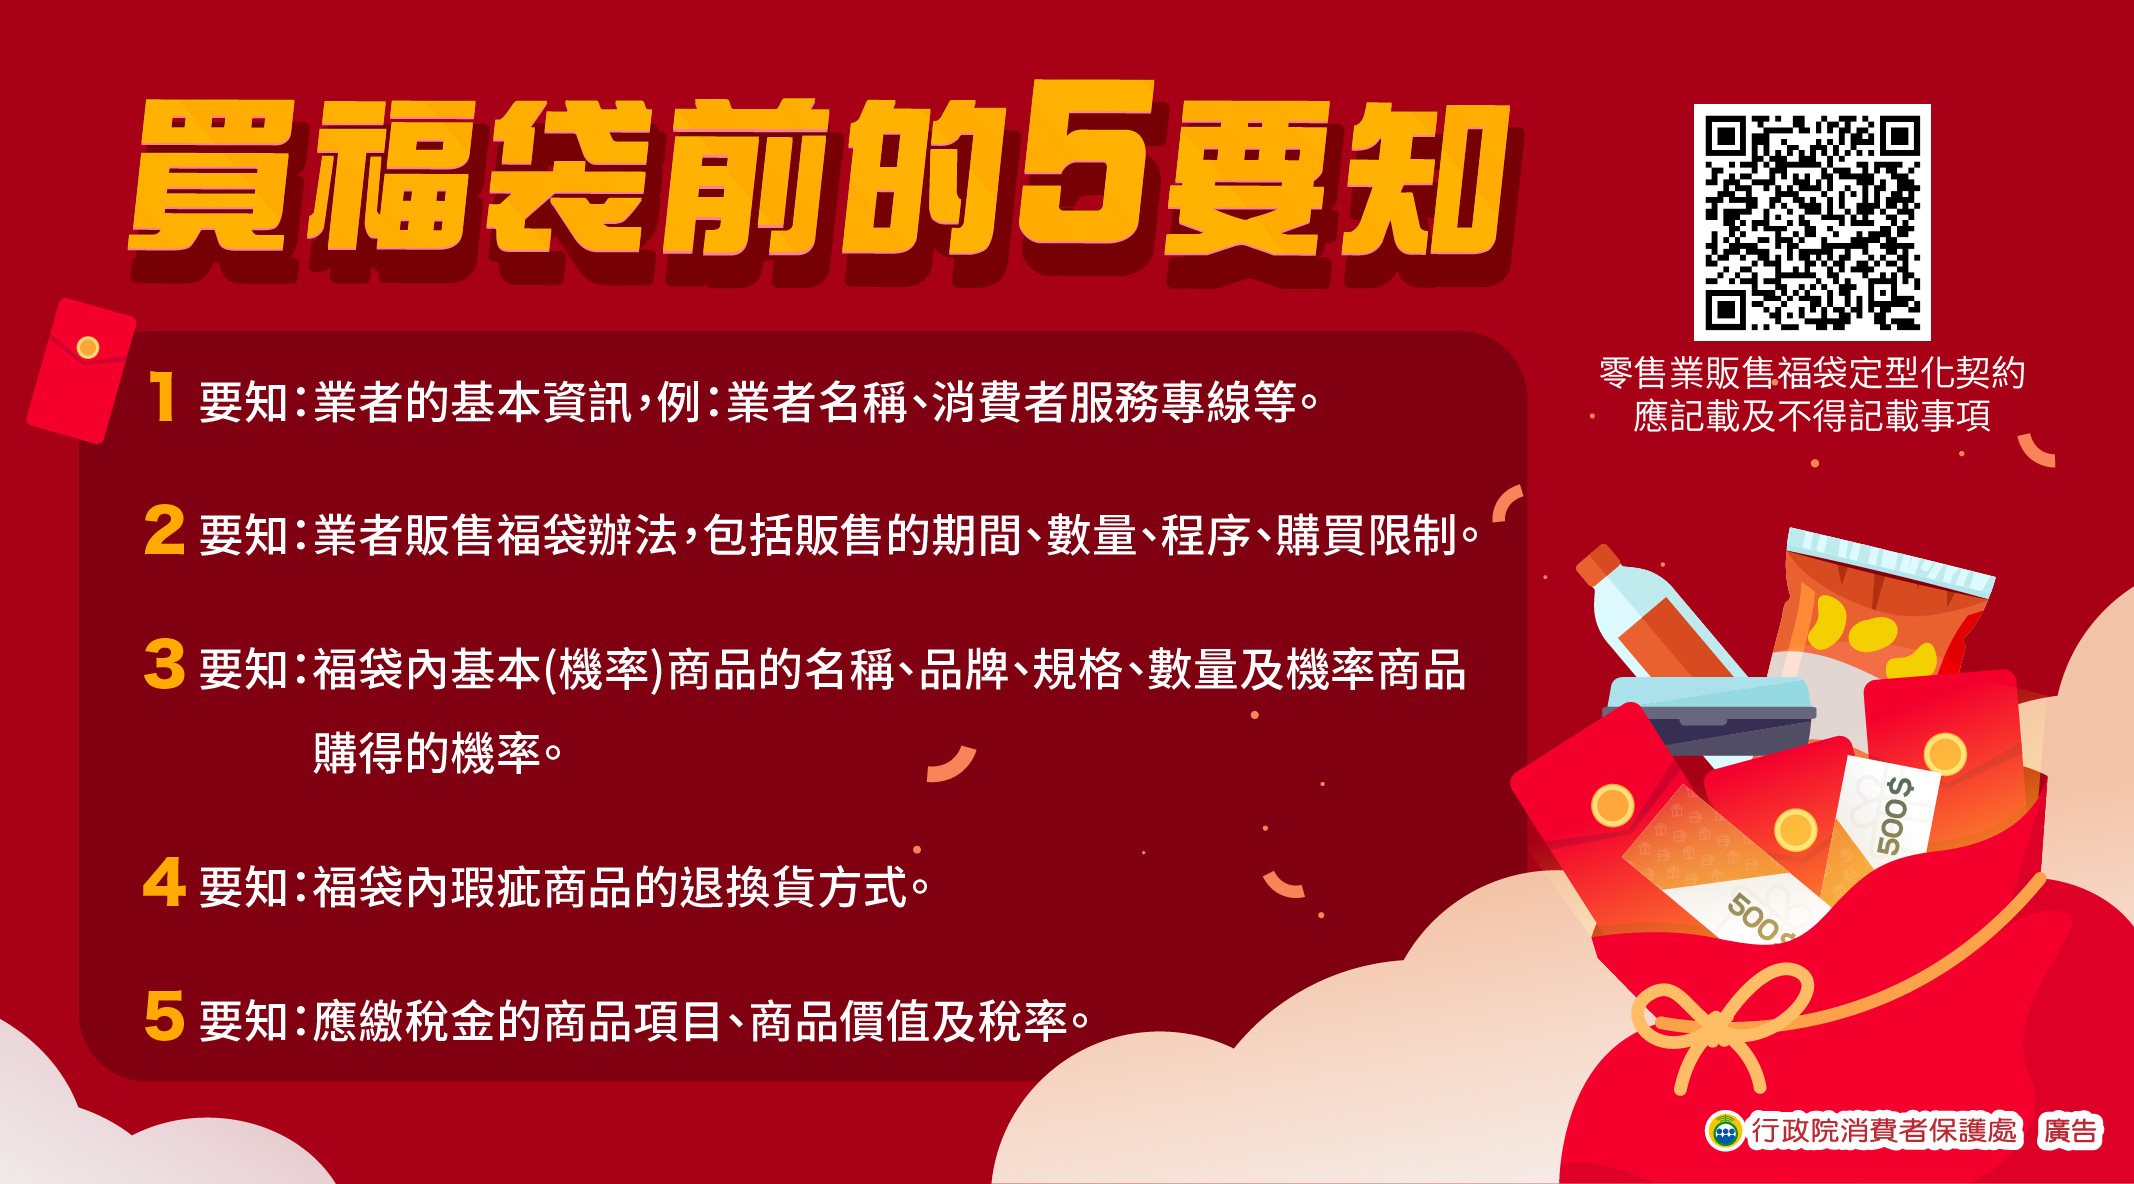 買福袋前的5要知
零售業販售福袋定型化契約
應記載及不得記載事項
1 要知：業者的基本資訊，例：業者名稱、消費者服務專線等。
2 要知：業者販售福袋辦法，包括販售的期間、數量、程序、購買限制。
3 要知：福袋內基本(機率)商品的名稱、品牌、規格、數量及機率商品
購得的機率。
4 要知：福袋內瑕疵商品的退換貨方式。
5 要知：應繳稅金的商品項目、商品價值及稅率。
500$
500$
行政院消費者保護處 廣告